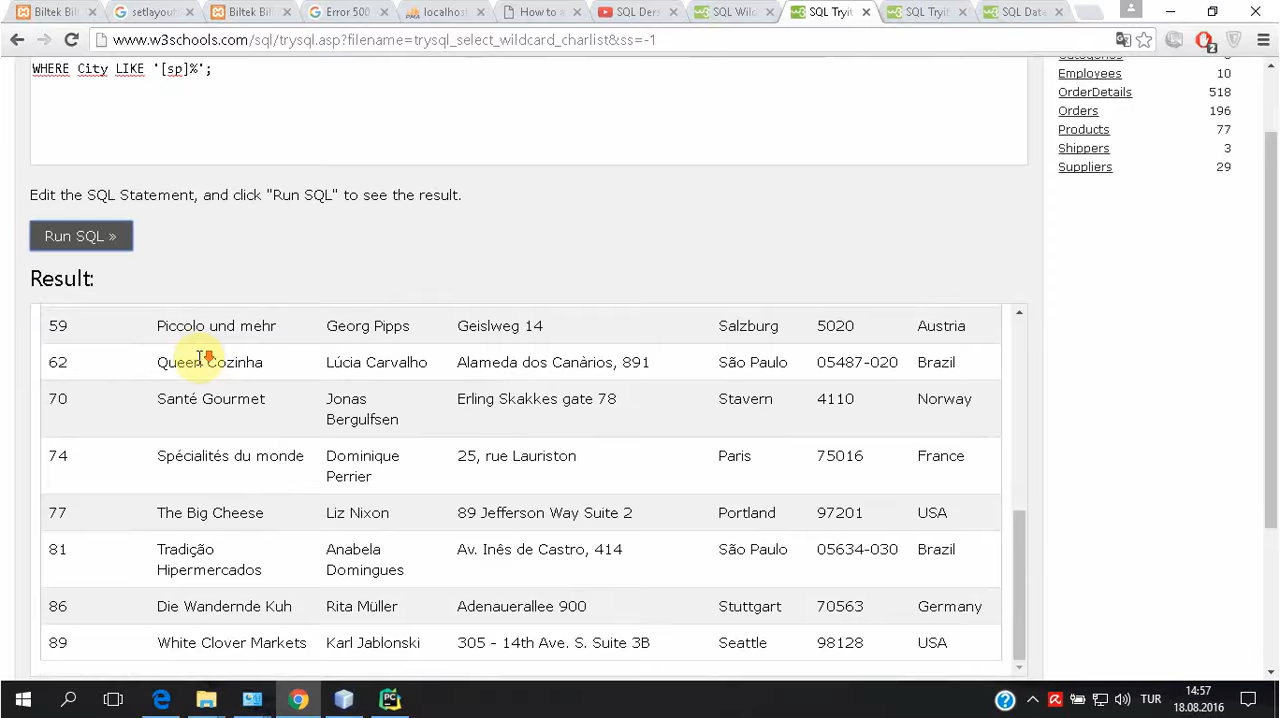 Biltek Bil
setlayout
Biltek Bil
Error 500
localho
How to a
SQL Der
SQL Wild
SQL Tryit
SQL Tryit
SQL Data
www.w3schools.com/sql/trysql.asp?filename=trysql_select_wildcard_charlist&ss=-1
WHERE City LIKE '[sp]%';
Employees 10
OrderDetails 518
Orders 196
Products 77
Shippers 3
Suppliers 29
Edit the SQL Statement, and click "Run SQL" to see the result.
Run SQL »
Result:
59 Piccolo und mehr Georg Pipps Geislweg 14 Salzburg 5020 Austria
62 Queen Cozinha Lúcia Carvalho Alameda dos Canàrios, 891 São Paulo 05487-020 Brazil
70 Santé Gourmet Jonas Bergulfsen Erling Skakkes gate 78 Stavern 4110 Norway
74 Spécialités du monde Dominique Perrier 25, rue Lauriston Paris 75016 France
77 The Big Cheese Liz Nixon 89 Jefferson Way Suite 2 Portland 97201 USA
81 Tradição Hipermercados Anabela Domingues Av. Inês de Castro, 414 São Paulo 05634-030 Brazil
86 Die Wandernde Kuh Rita Müller Adenauerallee 900 Stuttgart 70563 Germany
89 White Clover Markets Karl Jablonski 305 - 14th Ave. S. Suite 3B Seattle 98128 USA
TUR
14:57
18.08.2016